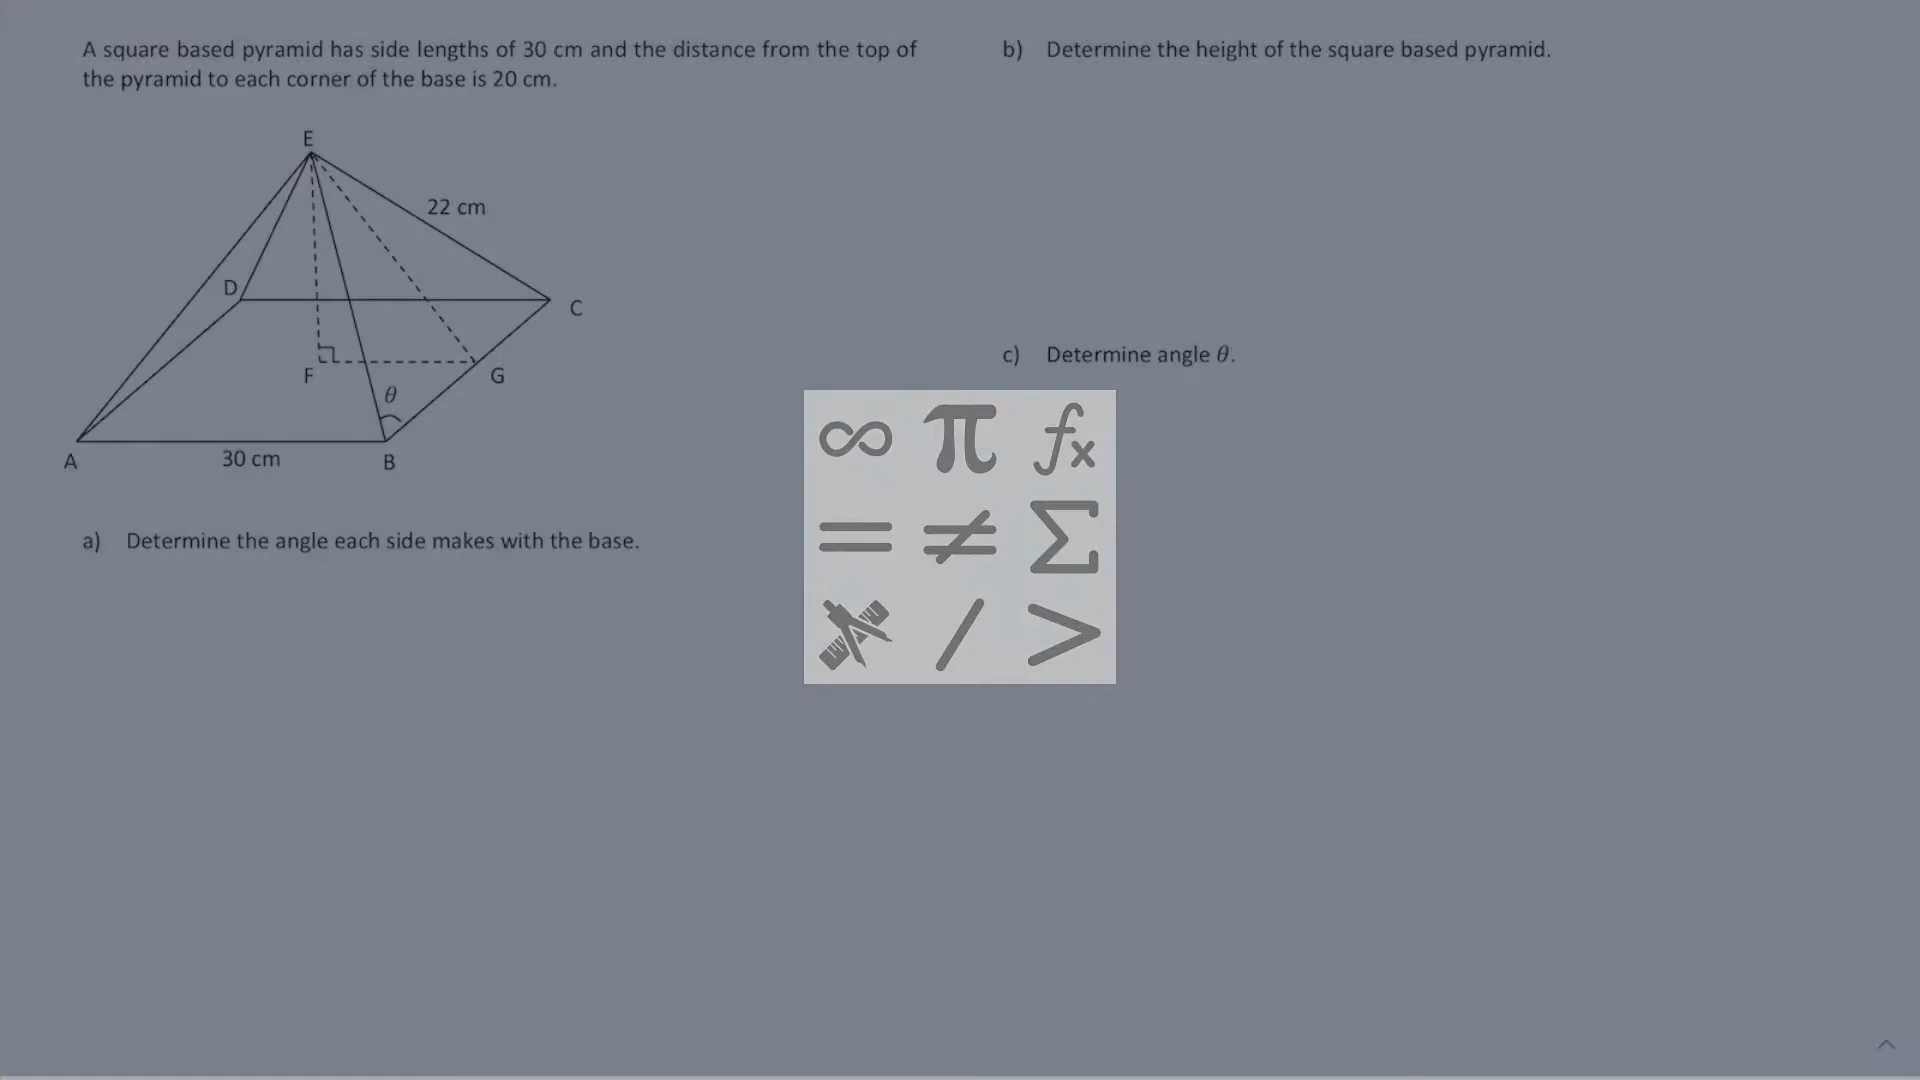 A square based pyramid has side lengths of 30 cm and the distance from the top of
the pyramid to each corner of the base is 20 cm.
E
22 cm
D
C
F
G
θ
A
30 cm
B
a) Determine the angle each side makes with the base.
b) Determine the height of the square based pyramid.
c) Determine angle θ.
∞ π fx
= ≠ Σ
/ >